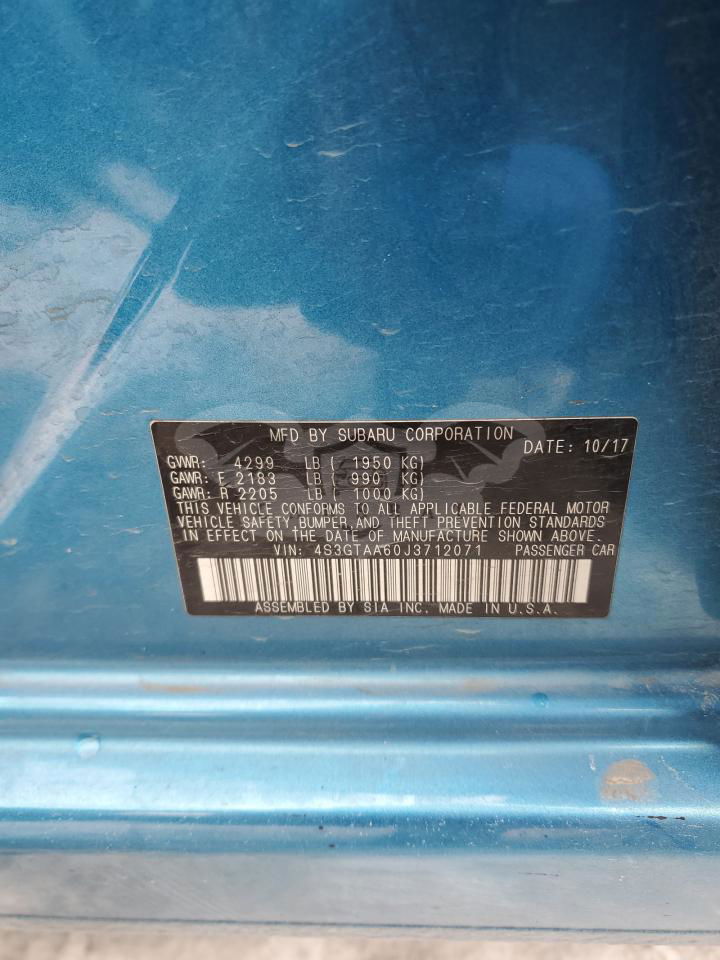 MFD BY SUBARU CORPORATION DATE: 10/17
GVWR: 4299 LB ( 1950 KG)
GAWR: F 2183 LB ( 990 KG)
GAWR: R 2205 LB ( 1000 KG)
THIS VEHICLE CONFORMS TO ALL APPLICABLE FEDERAL MOTOR
VEHICLE SAFETY, BUMPER, AND THEFT PREVENTION STANDARDS
IN EFFECT ON THE DATE OF MANUFACTURE SHOWN ABOVE.
VIN: 4S3GTAA60J3712071 PASSENGER CAR
ASSEMBLED BY SIA INC. MADE IN U.S.A.